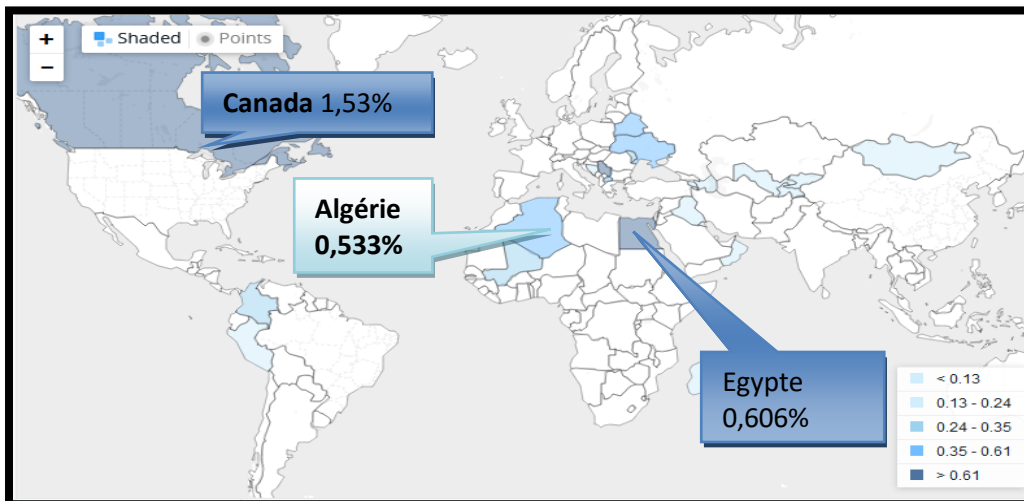 +
−
Shaded
Points
Canada 1,53%
Algérie
0,533%
Egypte
0,606%
< 0.13
0.13 - 0.24
0.24 - 0.35
0.35 - 0.61
> 0.61